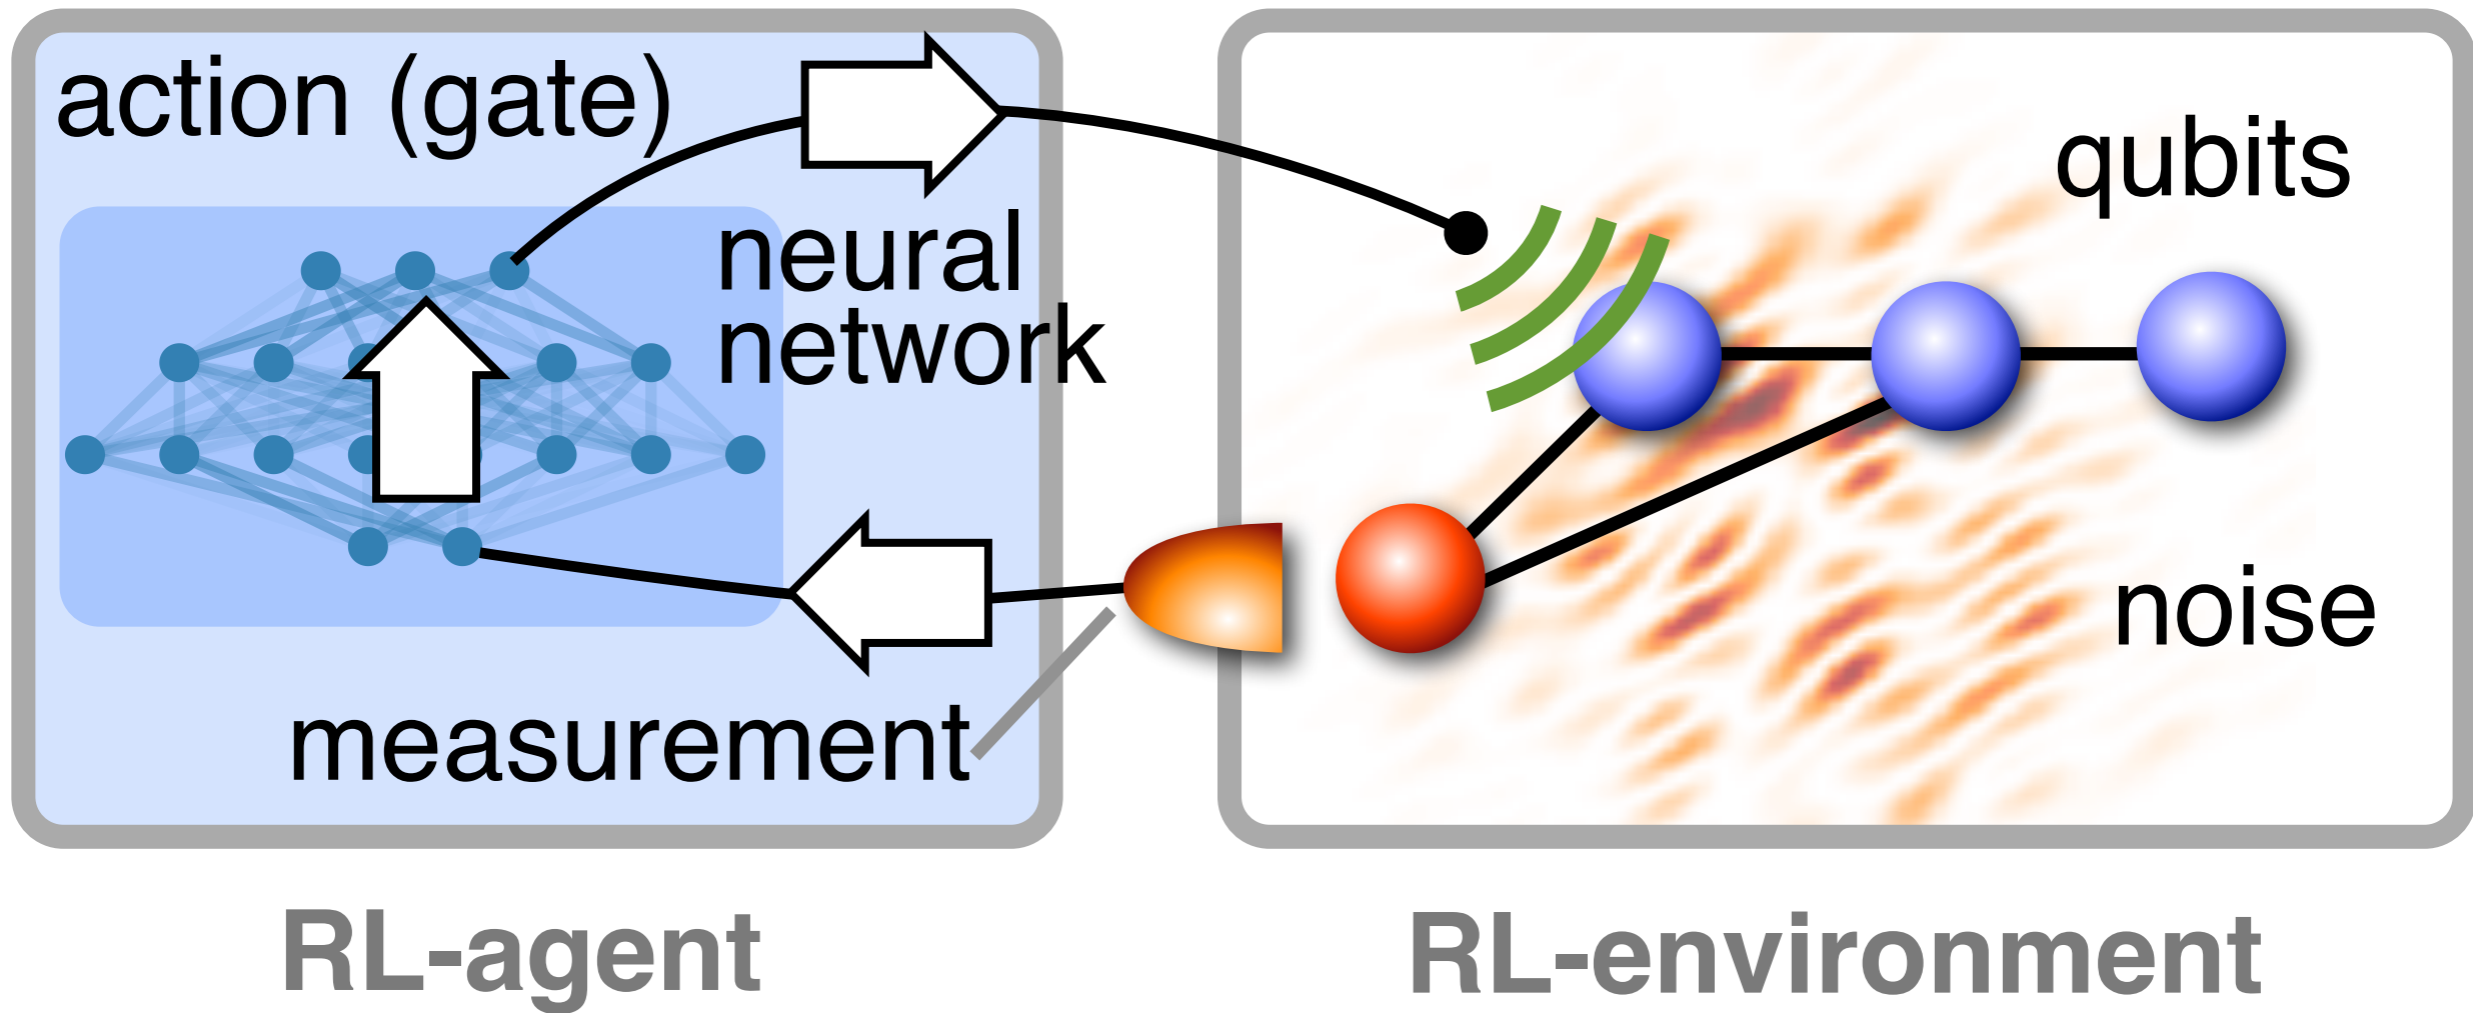 action (gate)
neural
network
measurement
qubits
noise
RL-agent
RL-environment